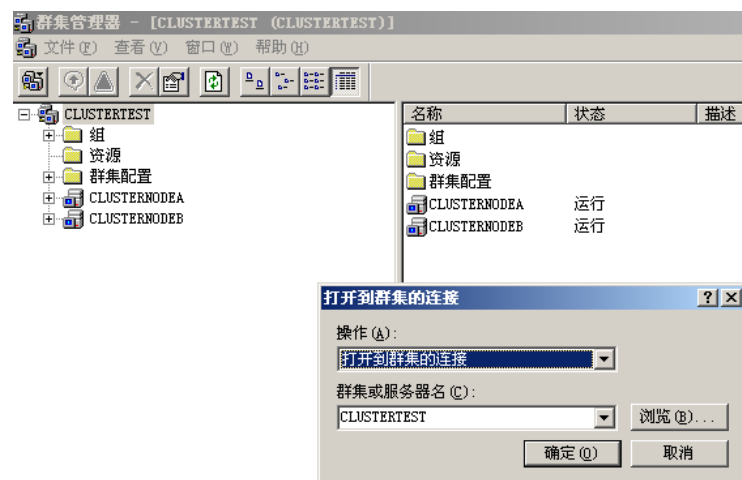 群集管理器 - [CLUSTERTEST (CLUSTERTEST)]
文件(F) 查看(V) 窗口(W) 帮助(H)
CLUSTERTEST
组
资源
群集配置
CLUSTERNODEA
CLUSTERNODEB
名称 状态 描述
组
资源
群集配置
CLUSTERNODEA 运行
CLUSTERNODEB 运行
打开到群集的连接
操作(A):
打开到群集的连接
群集或服务器名(C):
CLUSTERTEST 浏览(B)...
确定(O) 取消